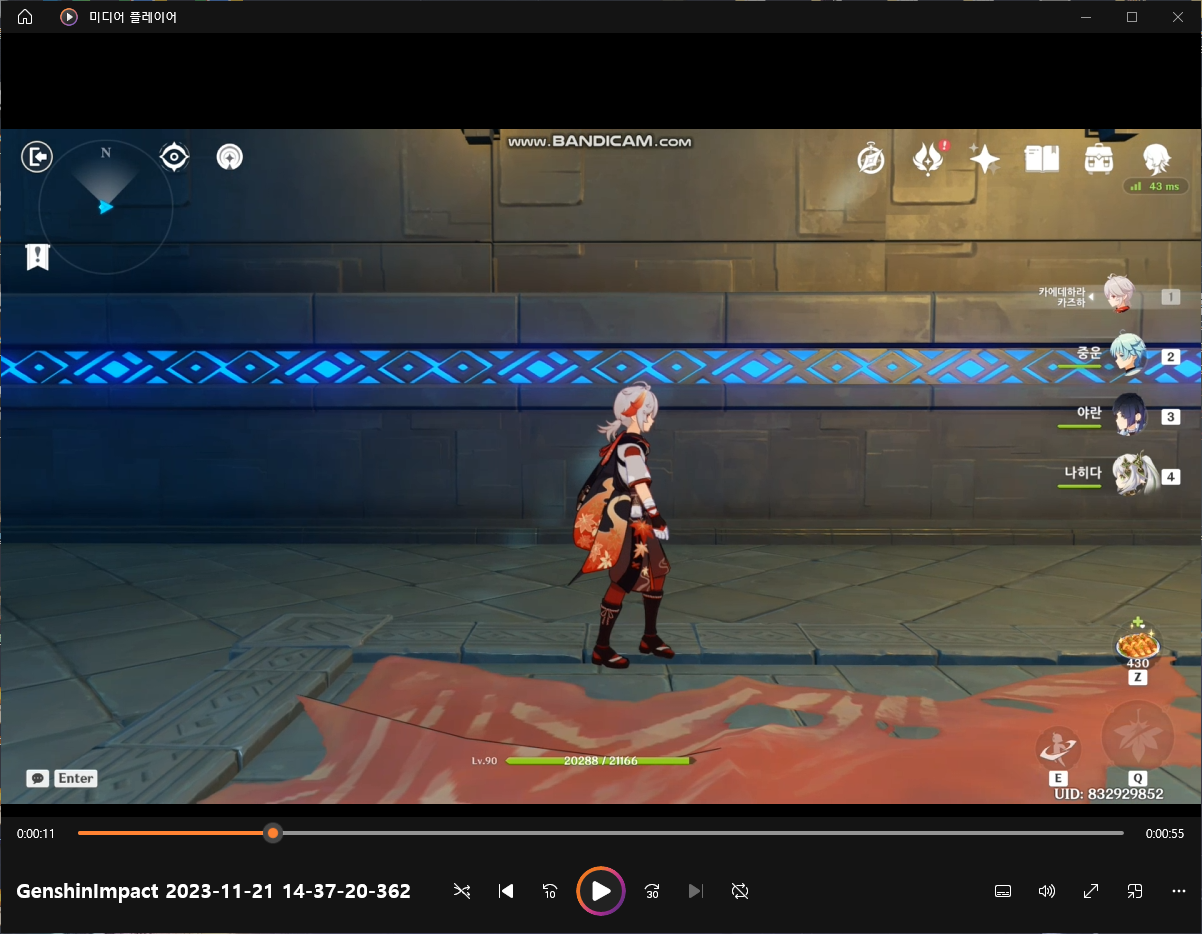 미디어 플레이어
www.BANDICAM.com
N
43 ms
카에데하라
카즈하
1
중운
2
야란
3
나히다
4
430
Z
Lv.90
20288 / 21166
Enter
E
Q
UID: 832929852
0:00:11
0:00:55
GenshinImpact 2023-11-21 14-37-20-362
10
30